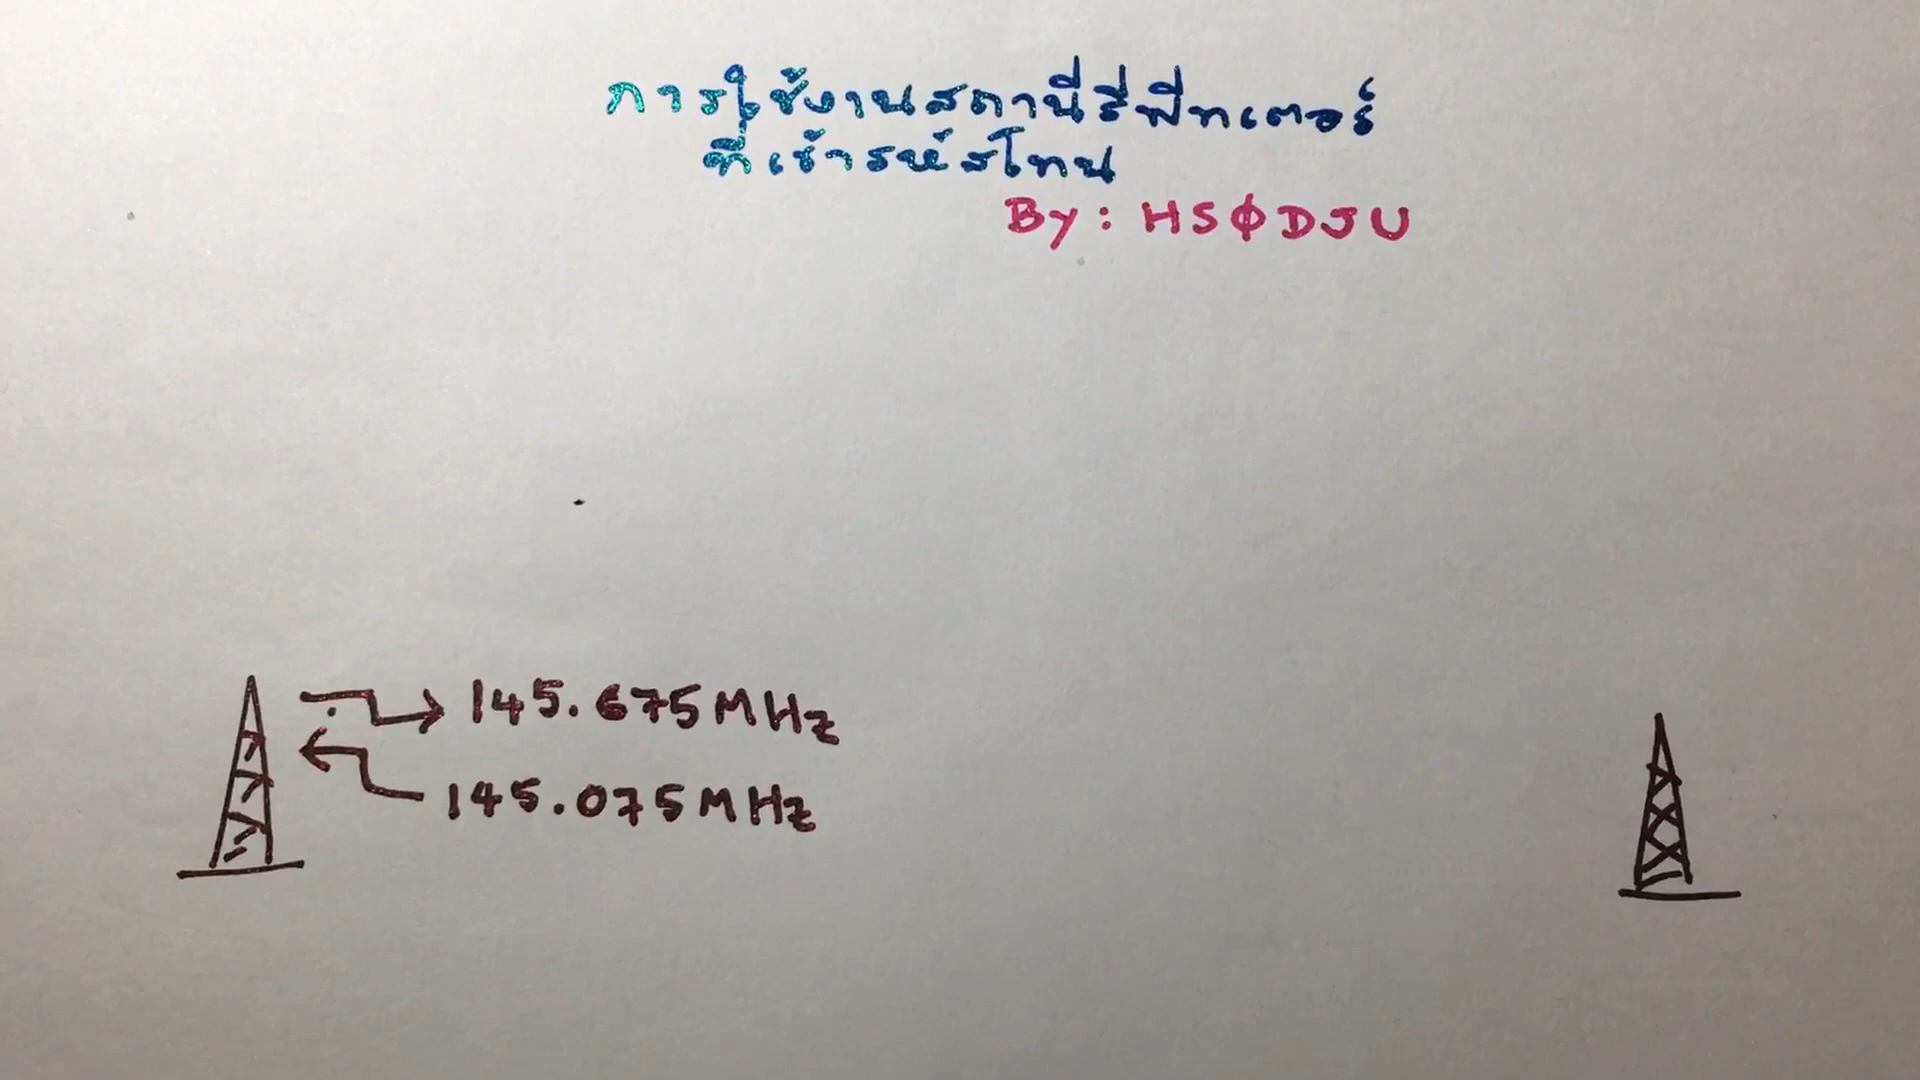 การใช้งานสถานีรีพีทเตอร์
ที่เข้ารหัสโทน
By: HSΦDJU
145.675MHz
145.075MHz